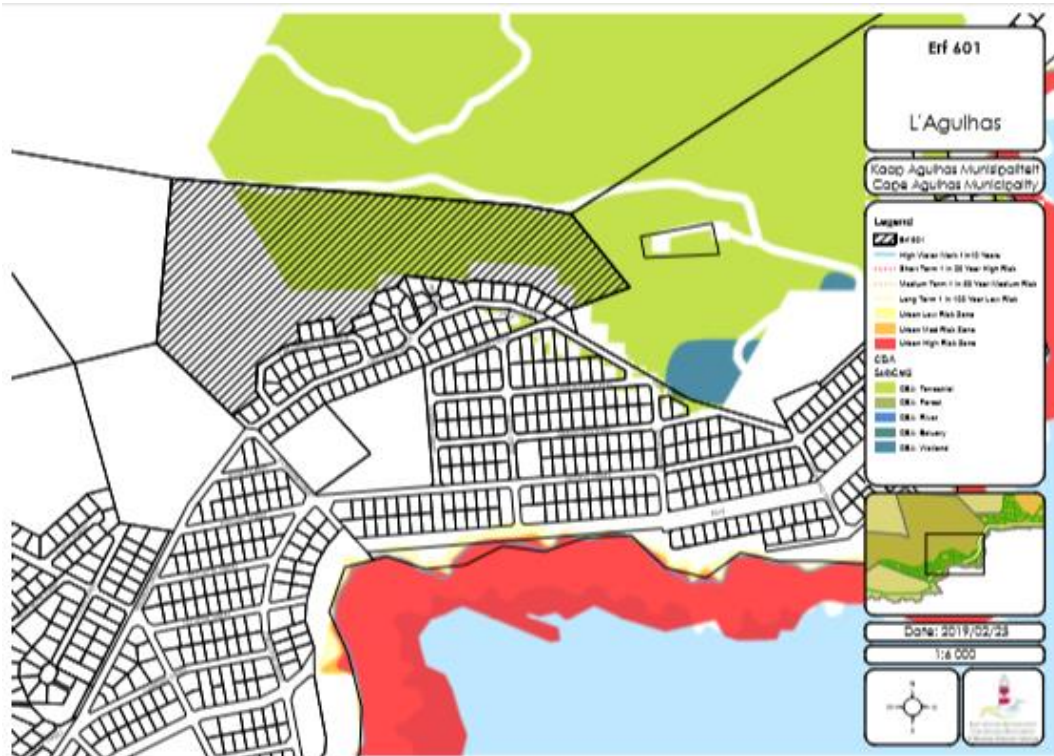 Erf 601
L'Agulhas
Kaap Agulhas Munisipaliteit
Cape Agulhas Municipality
Legend
Erf 601
High Water Mark 1 in 10 Years
Short Term 1 in 20 Year High Risk
Medium Term 1 in 50 Year Medium Risk
Long Term 1 in 100 Year Low Risk
Urban Low Risk Zone
Urban Med Risk Zone
Urban High Risk Zone
CBA: Terrestrial
CBA: Forest
CBA: River
CBA: Estuary
CBA: Wetland
Date: 2019/02/25
1:6 000
N
S